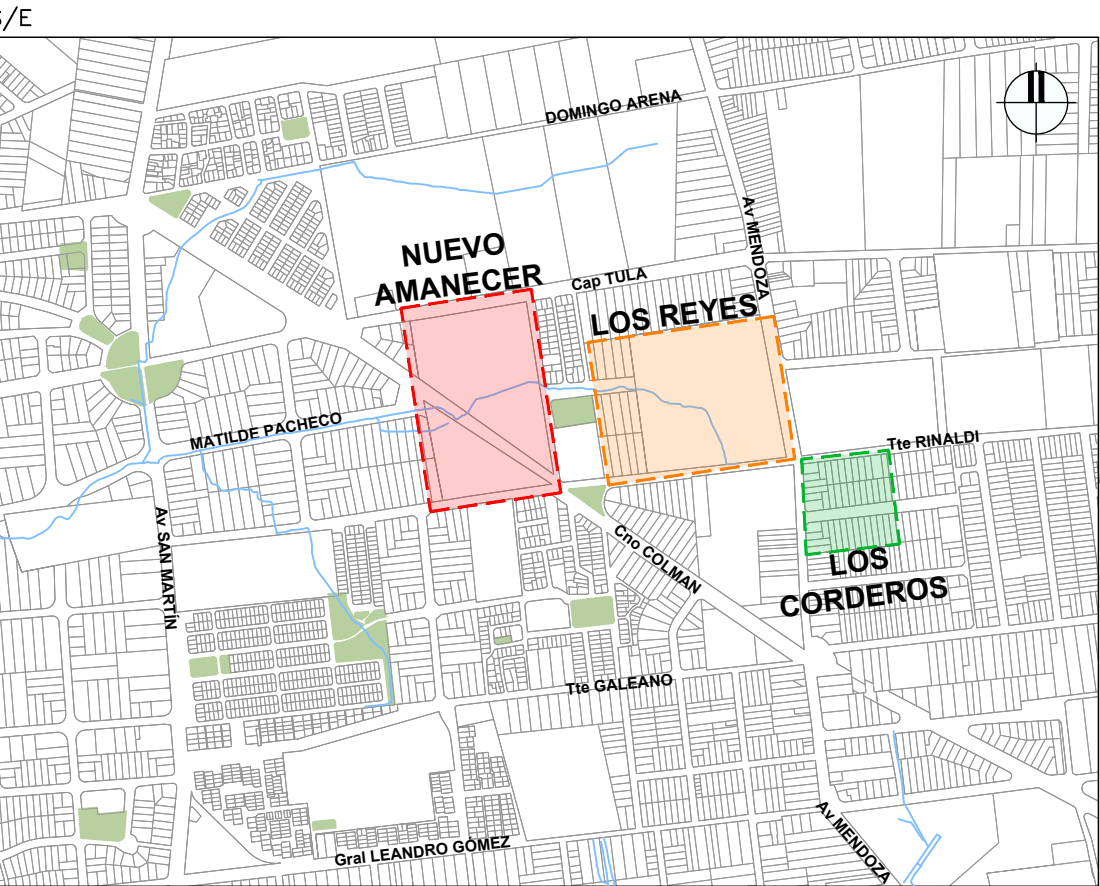 S/E
DOMINGO ARENA
Av MENDOZA
NUEVO
AMANECER
Cap TULA
LOS REYES
MATILDE PACHECO
Tte RINALDI
Av SAN MARTÍN
Cno COLMAN
LOS
CORDEROS
Tte GALEANO
Av MENDOZA
Gral LEANDRO GÓMEZ